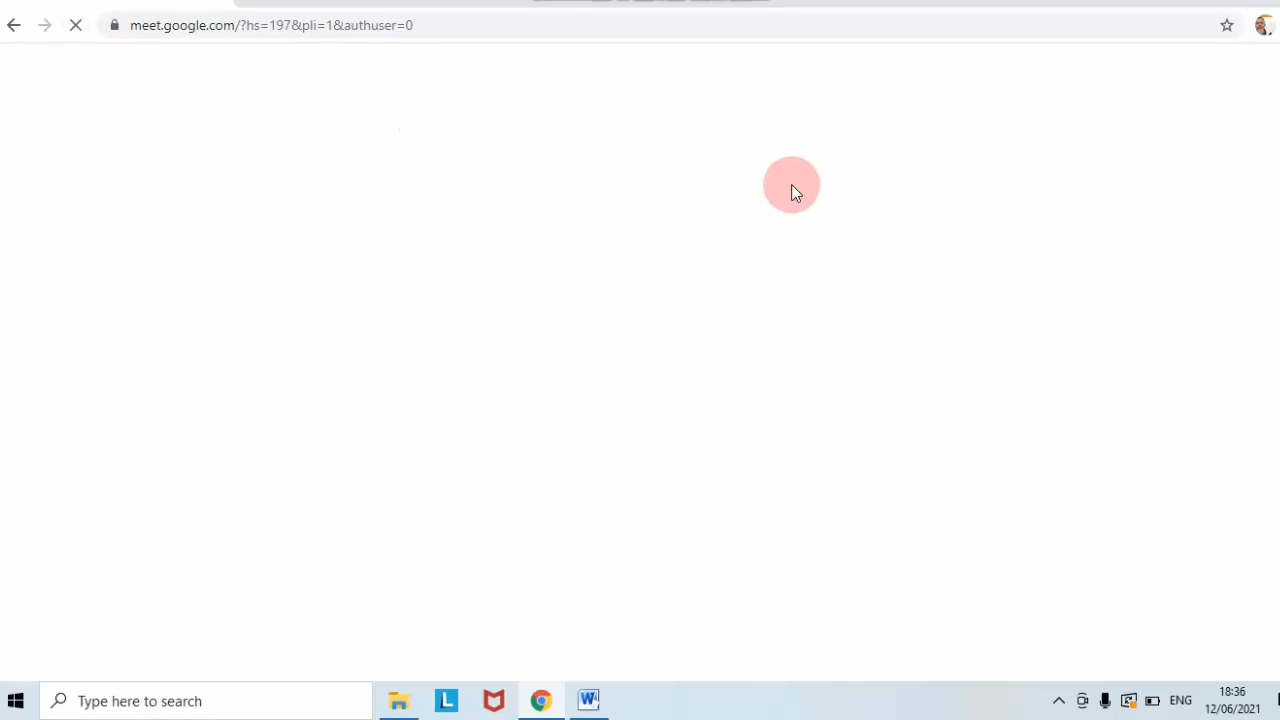 meet.google.com/?hs=197&pli=1&authuser=0
Type here to search
L
W
ENG
18:36
12/06/2021